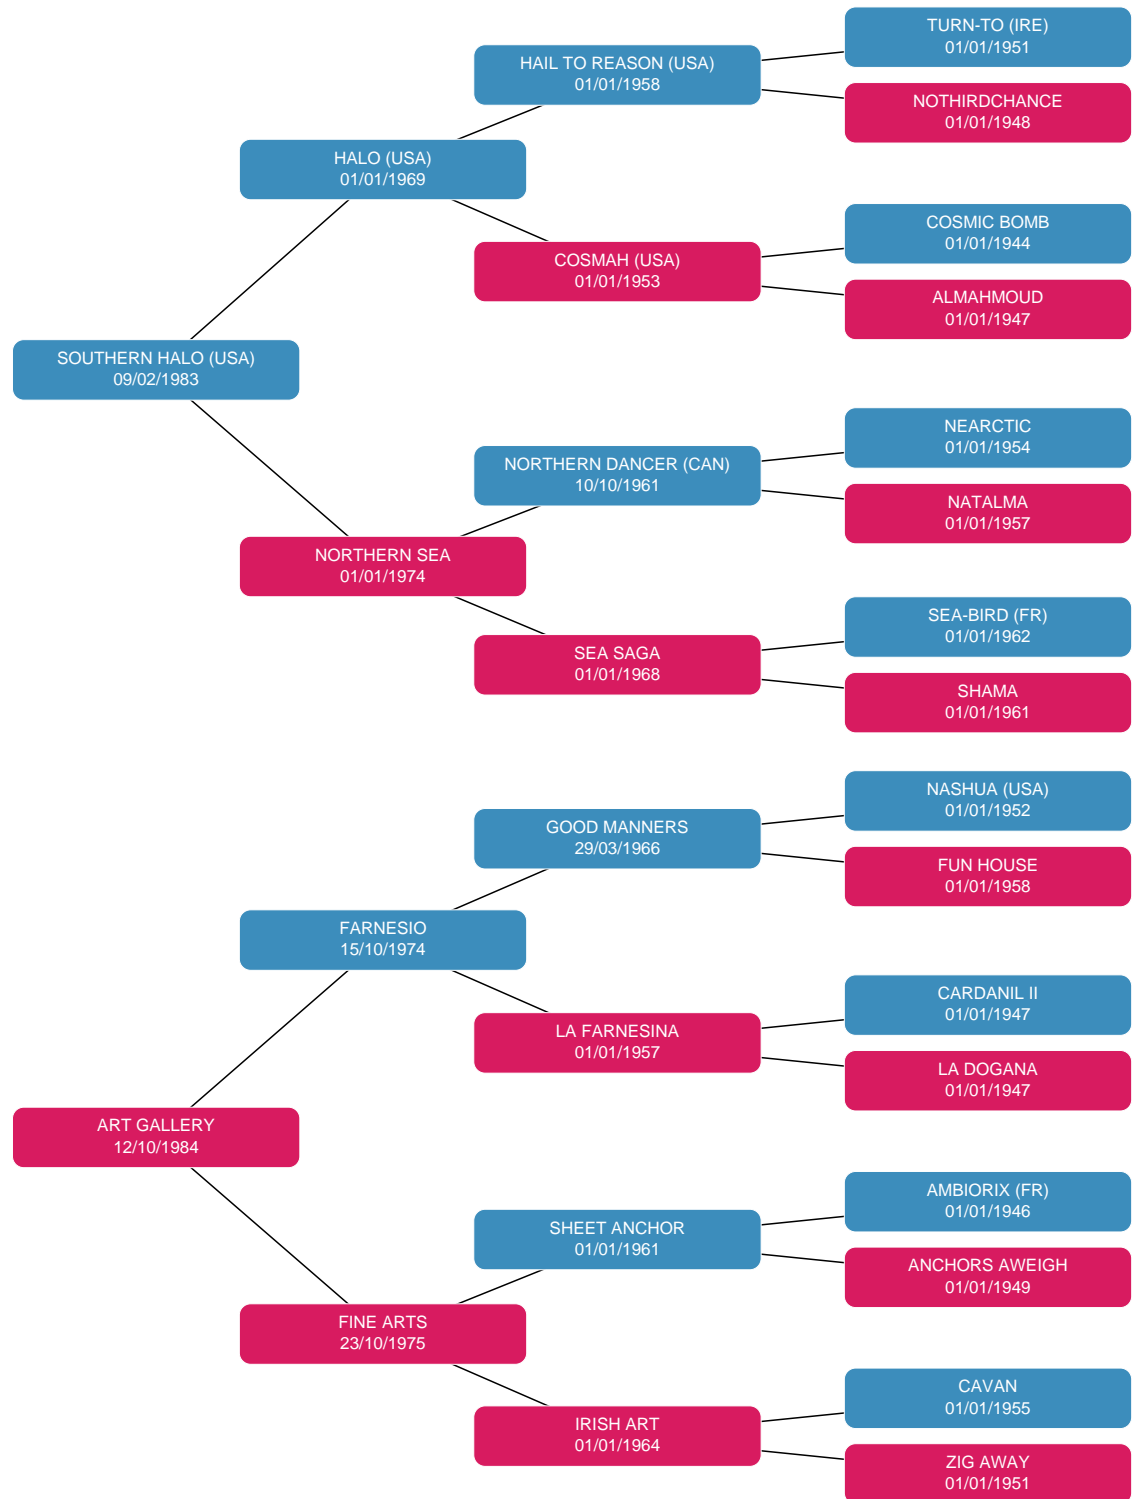 TURN-TO (IRE)
01/01/1951
HAIL TO REASON (USA)
01/01/1958
NOTHIRDCHANCE
01/01/1948
HALO (USA)
01/01/1969
COSMIC BOMB
01/01/1944
COSMAH (USA)
01/01/1953
ALMAHMOUD
01/01/1947
SOUTHERN HALO (USA)
09/02/1983
NEARCTIC
01/01/1954
NORTHERN DANCER (CAN)
10/10/1961
NATALMA
01/01/1957
NORTHERN SEA
01/01/1974
SEA-BIRD (FR)
01/01/1962
SEA SAGA
01/01/1968
SHAMA
01/01/1961
NASHUA (USA)
01/01/1952
GOOD MANNERS
29/03/1966
FUN HOUSE
01/01/1958
FARNESIO
15/10/1974
CARDANIL II
01/01/1947
LA FARNESINA
01/01/1957
LA DOGANA
01/01/1947
ART GALLERY
12/10/1984
AMBIORIX (FR)
01/01/1946
SHEET ANCHOR
01/01/1961
ANCHORS AWEIGH
01/01/1949
FINE ARTS
23/10/1975
CAVAN
01/01/1955
IRISH ART
01/01/1964
ZIG AWAY
01/01/1951